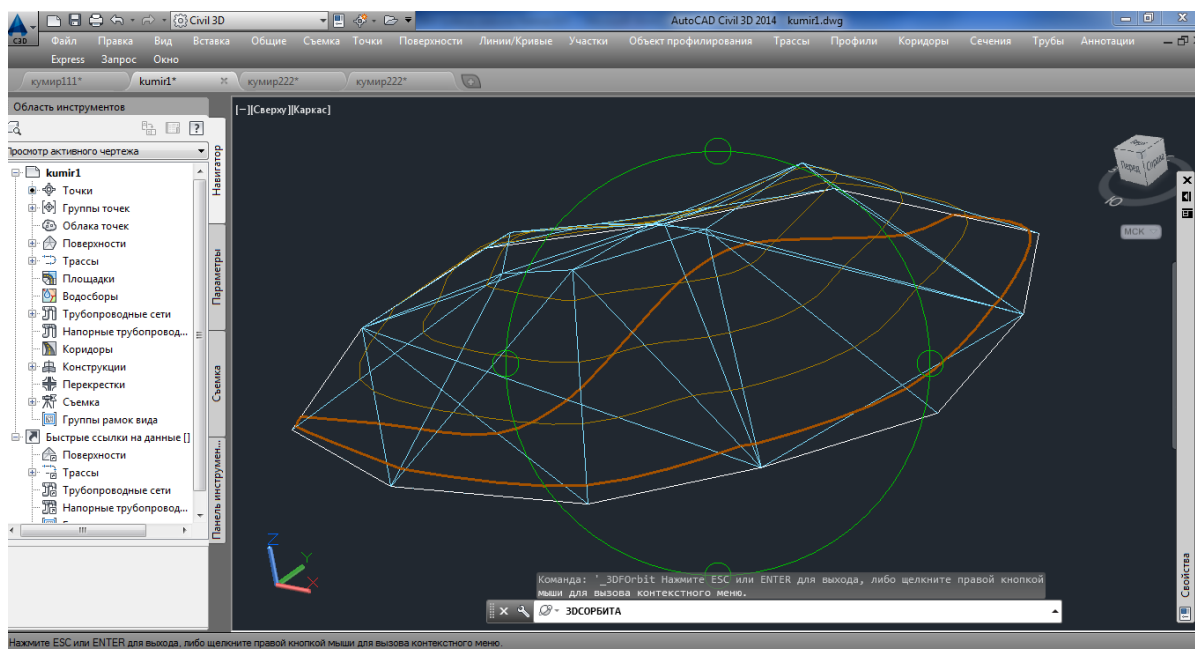 Civil 3D
AutoCAD Civil 3D 2014 kumir1.dwg
C3D
Файл Правка Вид Вставка Общие Съемка Точки Поверхности Линии/Кривые Участки Объект профилирования Трассы Профили Коридоры Сечения Трубы Аннотации
Express Запрос Окно
кумир111* kumir1* кумир222* кумир222*
Область инструментов
Просмотр активного чертежа
kumir1
Точки
Группы точек
Облака точек
Поверхности
Трассы
Площадки
Водосборы
Трубопроводные сети
Напорные трубопровод...
Коридоры
Конструкции
Перекрестки
Съемка
Группы рамок вида
Быстрые ссылки на данные []
Поверхности
Трассы
Трубопроводные сети
Напорные трубопровод...
Навигатор
Параметры
Съемка
Панель инструмен...
[−][Сверху][Каркас]
Перед
Ю
МСК
Z
Y
X
Команда: '_3DFOrbit Нажмите ESC или ENTER для выхода, либо щелкните правой кнопкой
мыши для вызова контекстного меню.
3DСОРБИТА
Свойства
Нажмите ESC или ENTER для выхода, либо щелкните правой кнопкой мыши для вызова контекстного меню.